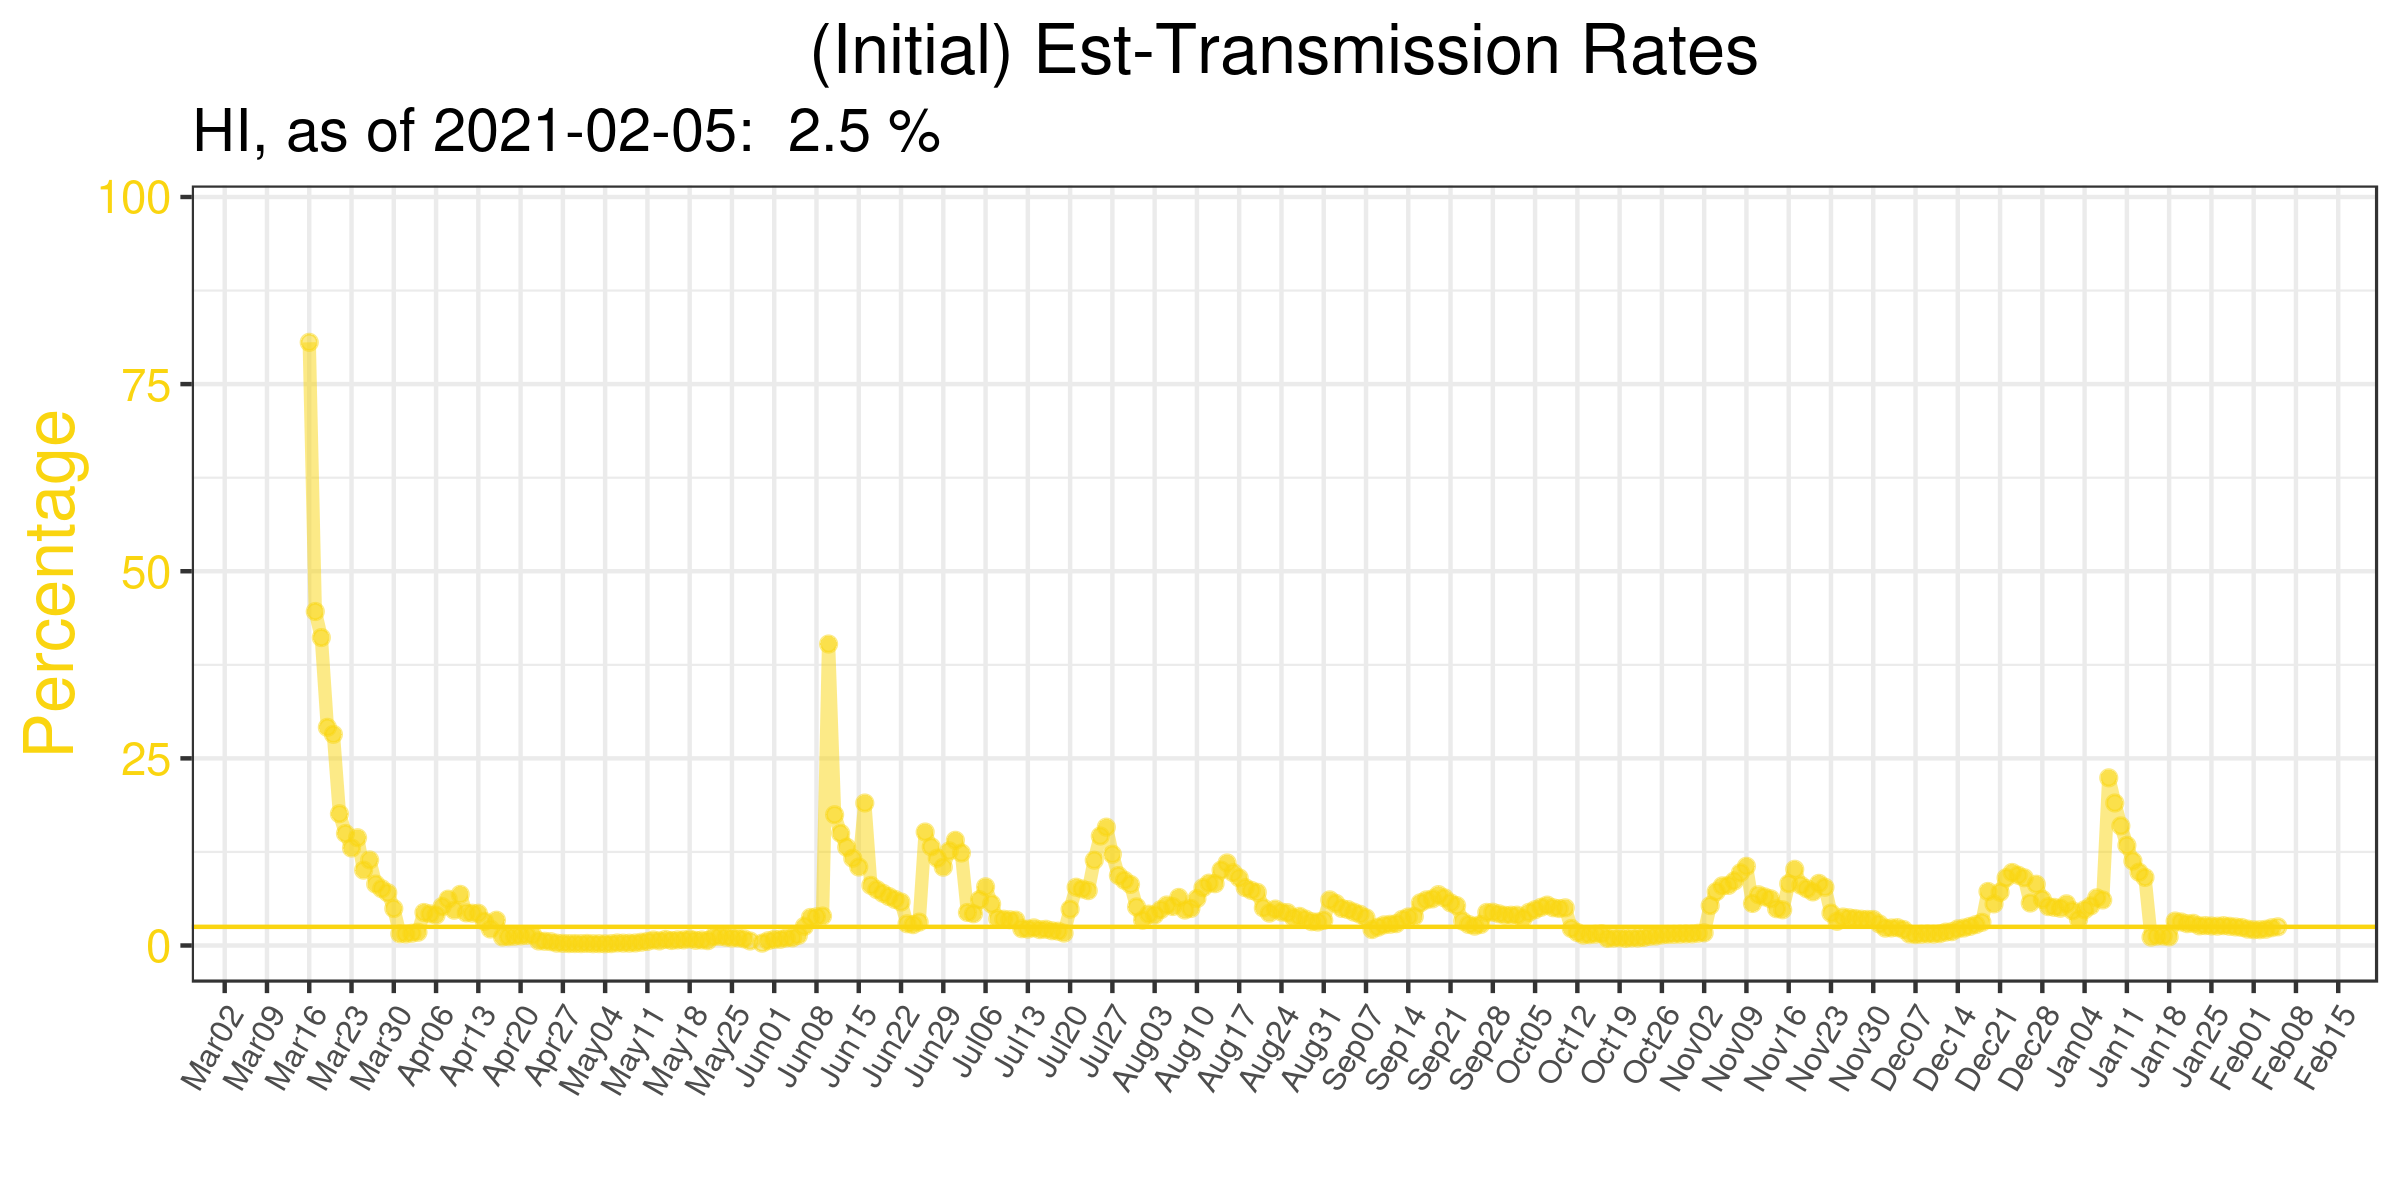 (Initial) Est-Transmission Rates
HI, as of 2021-02-05:  2.5 %
Percentage
100
75
50
25
0
Mar02
Mar09
Mar16
Mar23
Mar30
Apr06
Apr13
Apr20
Apr27
May04
May11
May18
May25
Jun01
Jun08
Jun15
Jun22
Jun29
Jul06
Jul13
Jul20
Jul27
Aug03
Aug10
Aug17
Aug24
Aug31
Sep07
Sep14
Sep21
Sep28
Oct05
Oct12
Oct19
Oct26
Nov02
Nov09
Nov16
Nov23
Nov30
Dec07
Dec14
Dec21
Dec28
Jan04
Jan11
Jan18
Jan25
Feb01
Feb08
Feb15